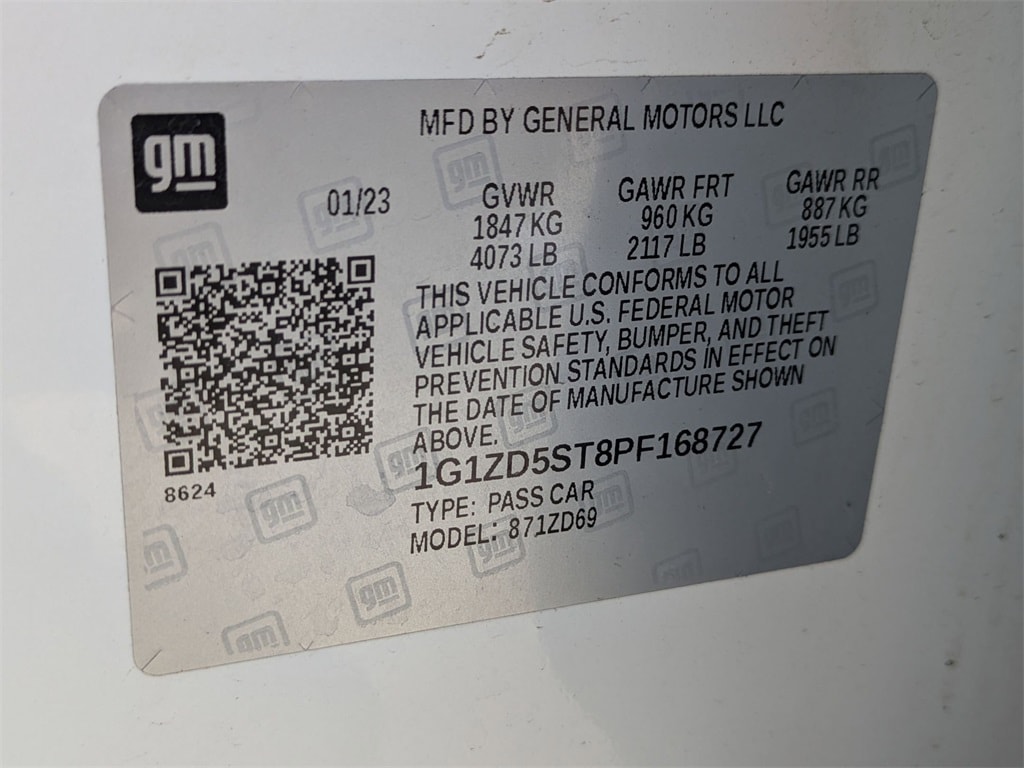 gm
MFD BY GENERAL MOTORS LLC
01/23
GVWR
1847 KG
4073 LB
GAWR FRT
960 KG
2117 LB
GAWR RR
887 KG
1955 LB
THIS VEHICLE CONFORMS TO ALL
APPLICABLE U.S. FEDERAL MOTOR
VEHICLE SAFETY, BUMPER, AND THEFT
PREVENTION STANDARDS IN EFFECT ON
THE DATE OF MANUFACTURE SHOWN
ABOVE.
1G1ZD5ST8PF168727
TYPE: PASS CAR
MODEL: 871ZD69
8624